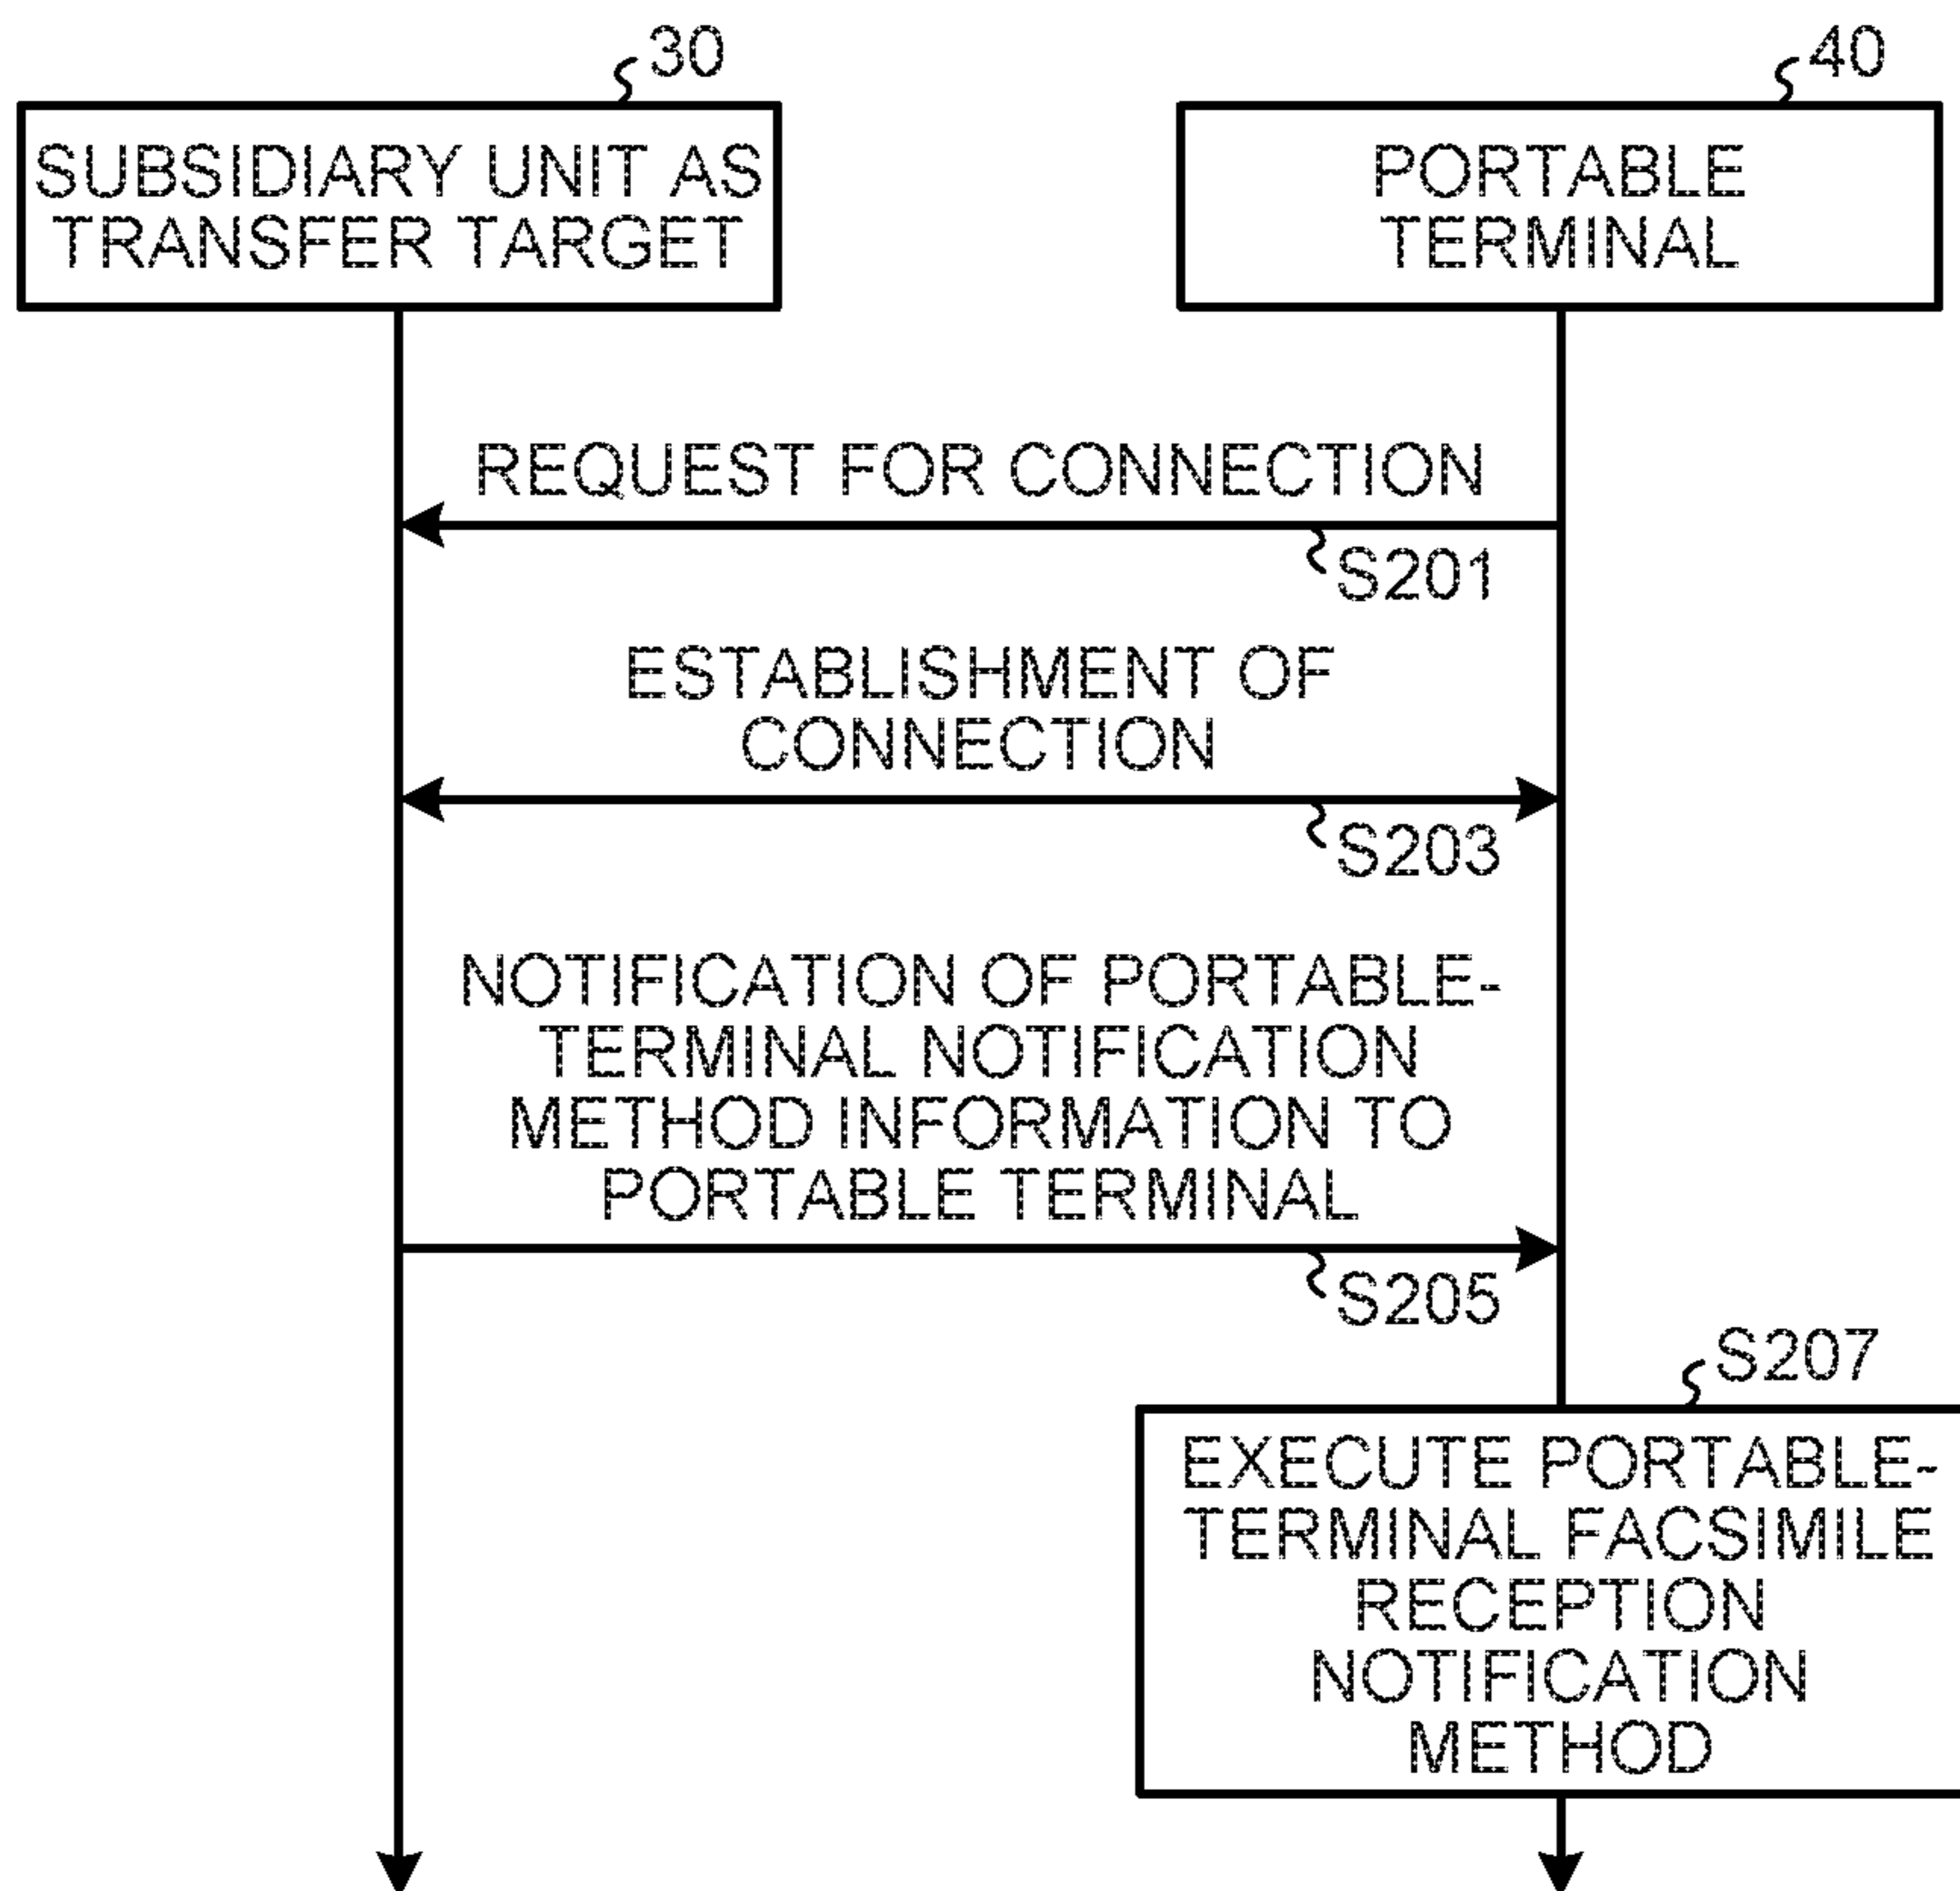 30
40
SUBSIDIARY UNIT AS
TRANSFER TARGET
PORTABLE
TERMINAL
REQUEST FOR CONNECTION
S201
ESTABLISHMENT OF
CONNECTION
S203
NOTIFICATION OF PORTABLE-
TERMINAL NOTIFICATION
METHOD INFORMATION TO
PORTABLE TERMINAL
S205
S207
EXECUTE PORTABLE-
TERMINAL FACSIMILE
RECEPTION
NOTIFICATION
METHOD